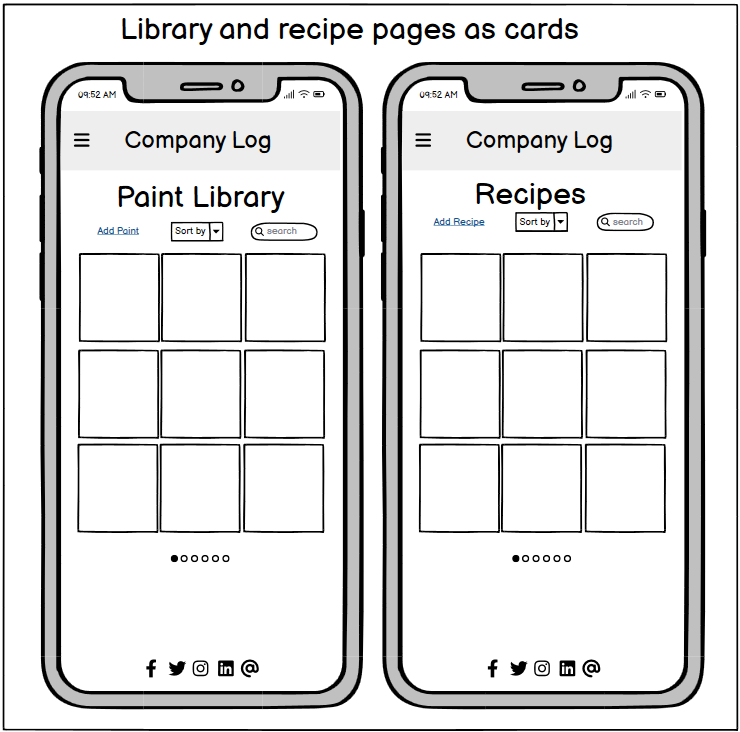 Library and recipe pages as cards
09:52 AM
Company Log
Paint Library
Add Paint
Sort by
search
09:52 AM
Company Log
Recipes
Add Recipe
Sort by
search